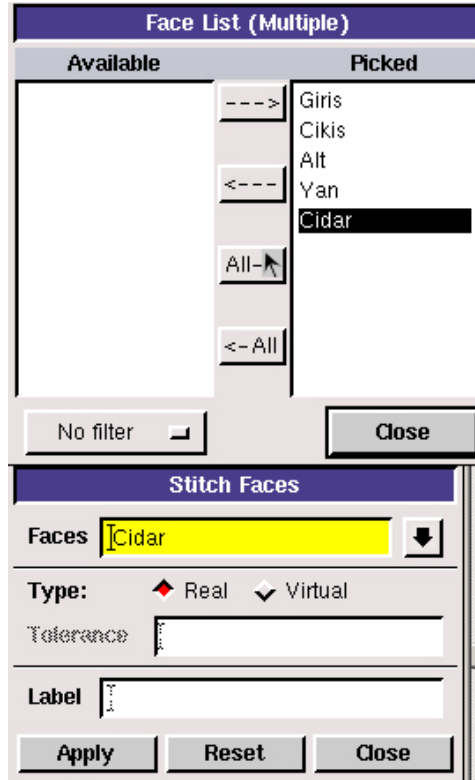 Face List (Multiple)
Available Picked
---> Giris
Cikis
Alt
<--- Yan
Cidar
All-
<-All
No filter Close
Stitch Faces
Faces Cidar
Type: Real Virtual
Tolerance
Label
Apply Reset Close